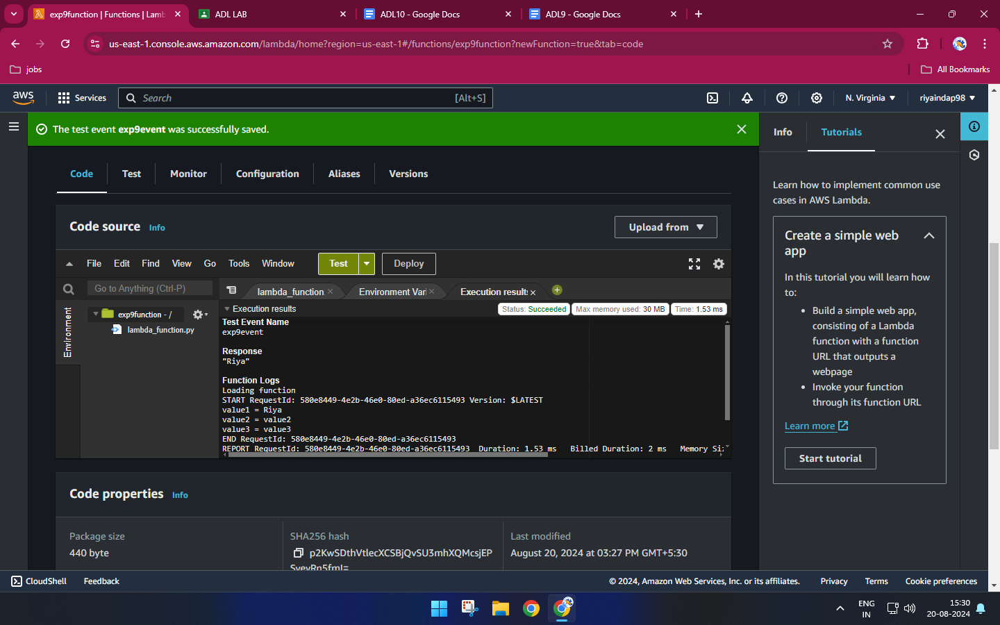 exp9function | Functions | Lamb
ADL LAB
ADL10 - Google Docs
ADL9 - Google Docs
us-east-1.console.aws.amazon.com/lambda/home?region=us-east-1#/functions/exp9function?newFunction=true&tab=code
jobs
All Bookmarks
aws
Services
Search
[Alt+S]
N. Virginia
riyaindap98
The test event exp9event was successfully saved.
Info
Tutorials
Code
Test
Monitor
Configuration
Aliases
Versions
Learn how to implement common use
cases in AWS Lambda.
Code source Info
Upload from
Create a simple web
app
In this tutorial you will learn how
to:
Build a simple web app,
consisting of a Lambda
function with a function
URL that outputs a
webpage
Invoke your function
through its function URL
Learn more
Start tutorial
File Edit Find View Go Tools Window
Test
Deploy
Go to Anything (Ctrl-P)
lambda_function
Environment Vari
Execution results
Environment
exp9function - /
lambda_function.py
Execution results
Status: Succeeded
Max memory used: 30 MB
Time: 1.53 ms
Test Event Name
exp9event
Response
"Riya"
Function Logs
Loading function
START RequestId: 580e8449-4e2b-46e0-80ed-a36ec6115493 Version: $LATEST
value1 = Riya
value2 = value2
value3 = value3
END RequestId: 580e8449-4e2b-46e0-80ed-a36ec6115493
REPORT RequestId: 580e8449-4e2b-46e0-80ed-a36ec6115493 Duration: 1.53 ms Billed Duration: 2 ms Memory Si
Code properties Info
Package size
440 byte
SHA256 hash
p2KwSDthVtlecXCSBjQvSU3mhXQMcsjEP
Last modified
August 20, 2024 at 03:27 PM GMT+5:30
CloudShell
Feedback
© 2024, Amazon Web Services, Inc. or its affiliates.
Privacy
Terms
Cookie preferences
ENG
IN
15:30
20-08-2024